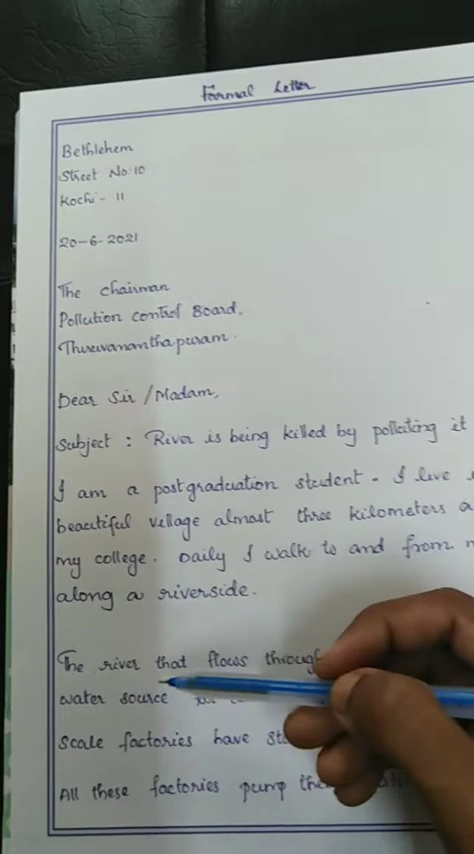 Formal Letter
Bethlehem
Street No:10
Kochi - 11
20-6-2021
The chairman
Pollution control Board,
Thiruvananthapuram.
Dear Sir / Madam,
Subject : River is being killed by polluting it
I am a postgraduation student. I live
beautiful village almost three kilometers
my college. Daily I walk to and from
along a riverside.
The river that flows through
water source
scale factories have
All these factories pump